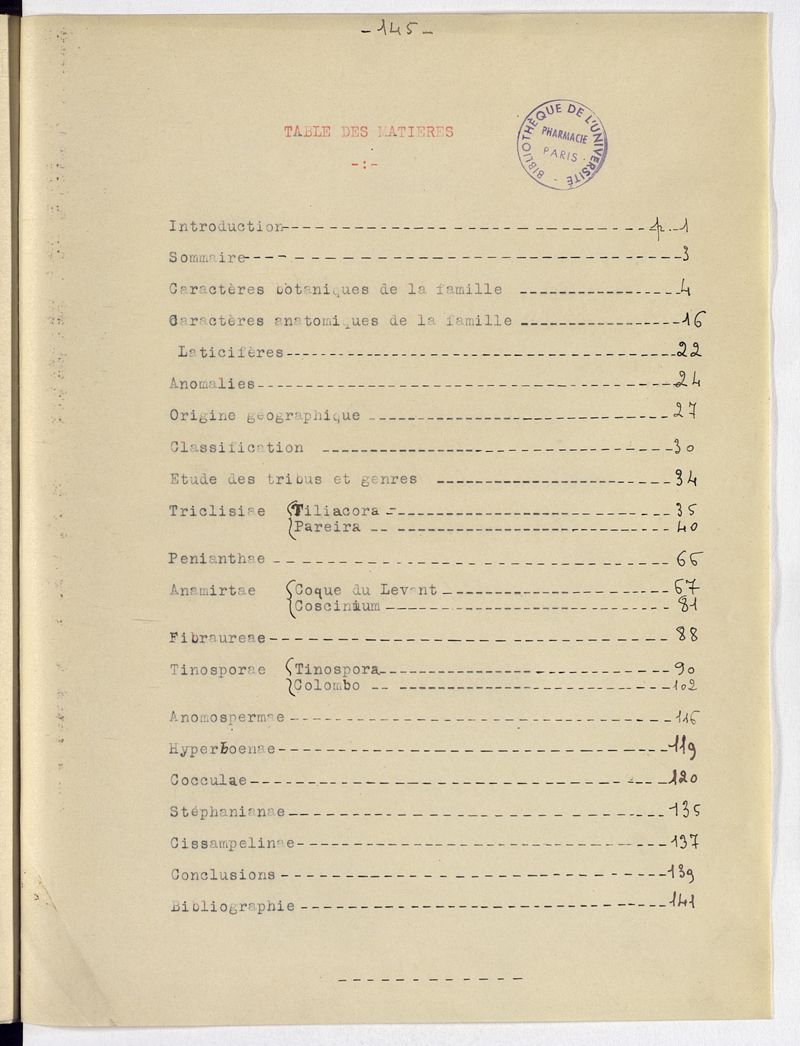 - 145 -
TABLE DES MATIERES
-:-
BIBLIOTHÈQUE DE L'UNIVERSITÉ
PHARMACIE
PARIS
Introduction p. 1
Sommaire 3
Caractères botaniques de la famille 4
Caractères anatomiques de la famille 16
Laticifères 22
Anomalies 24
Origine géographique 27
Classification 30
Etude des tribus et genres 34
Triclisiae Tiliacora 35
Pareira 40
Penianthae 66
Anamirtae Coque du Levant 67
Coscinium 81
Fibraureae 88
Tinosporae Tinospora 90
Colombo 102
Anomospermae 116
Hyperboenae 119
Cocculae 120
Stéphanianae 135
Cissampelinae 137
Conclusions 139
Bibliographie 141